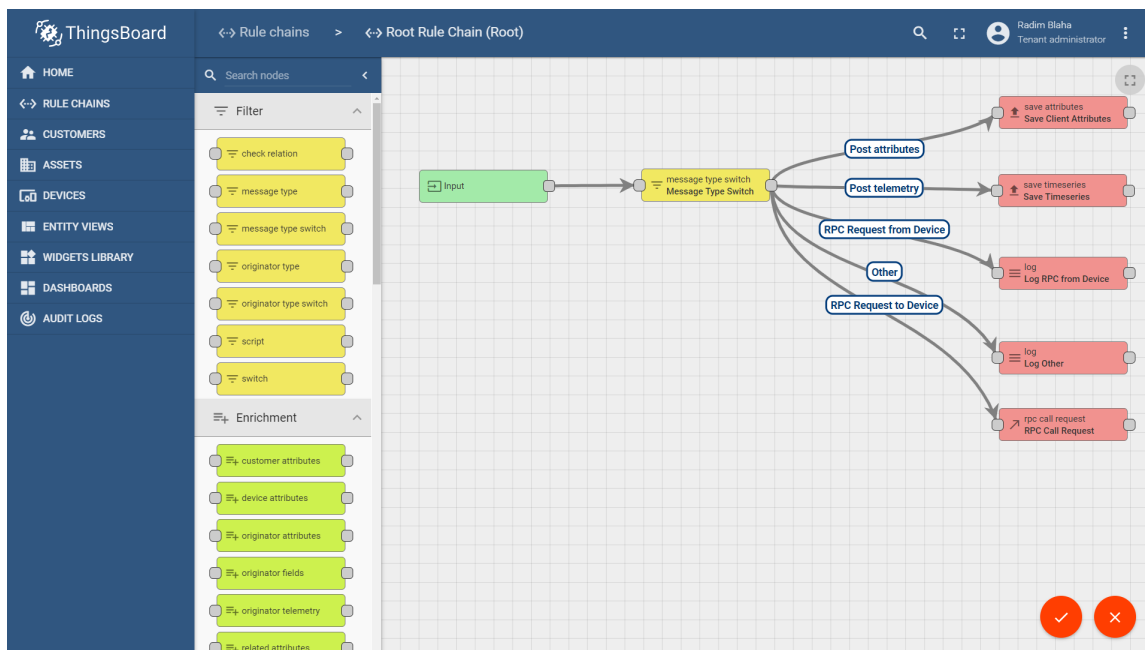 ThingsBoard
Rule chains > Root Rule Chain (Root)
Radim Blaha
Tenant administrator
HOME
RULE CHAINS
CUSTOMERS
ASSETS
DEVICES
ENTITY VIEWS
WIDGETS LIBRARY
DASHBOARDS
AUDIT LOGS
Search nodes
Filter
check relation
message type
message type switch
originator type
originator type switch
script
switch
Enrichment
customer attributes
device attributes
originator attributes
originator fields
originator telemetry
related attributes
Input
message type switch
Message Type Switch
Post attributes
Post telemetry
RPC Request from Device
Other
RPC Request to Device
save attributes
Save Client Attributes
save timeseries
Save Timeseries
log
Log RPC from Device
log
Log Other
rpc call request
RPC Call Request